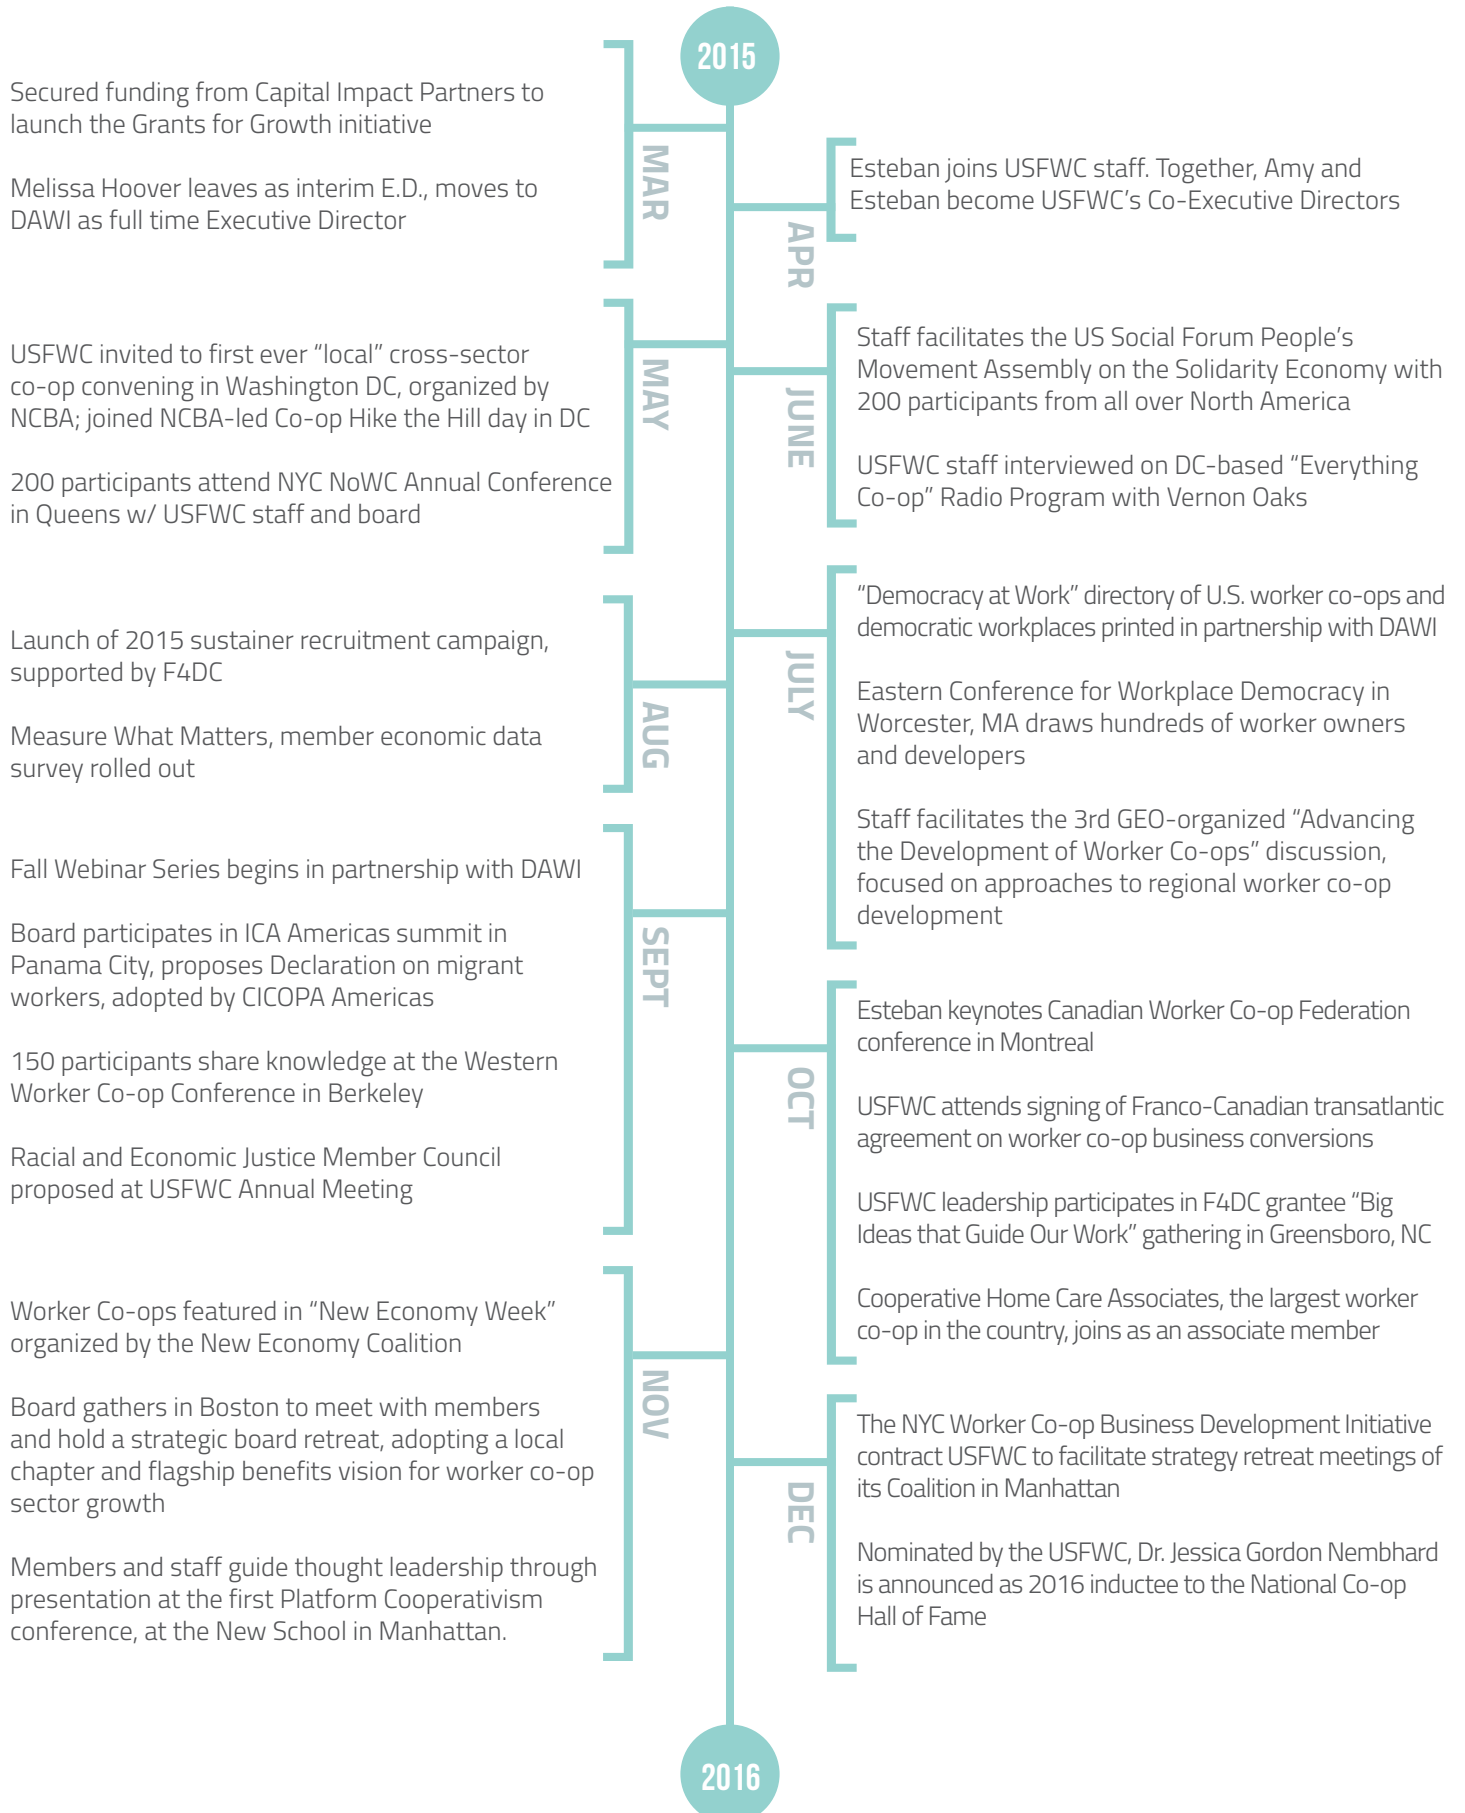 2015
Secured funding from Capital Impact Partners to
launch the Grants for Growth initiative
Melissa Hoover leaves as interim E.D., moves to
DAWI as full time Executive Director
MAR
Esteban joins USFWC staff. Together, Amy and
Esteban become USFWC's Co-Executive Directors
APR
USFWC invited to first ever “local” cross-sector
co-op convening in Washington DC, organized by
NCBA; joined NCBA-led Co-op Hike the Hill day in DC
200 participants attend NYC NoWC Annual Conference
in Queens w/ USFWC staff and board
MAY
Staff facilitates the US Social Forum People's
Movement Assembly on the Solidarity Economy with
200 participants from all over North America
USFWC staff interviewed on DC-based “Everything
Co-op” Radio Program with Vernon Oaks
JUNE
“Democracy at Work” directory of U.S. worker co-ops and
democratic workplaces printed in partnership with DAWI
Eastern Conference for Workplace Democracy in
Worcester, MA draws hundreds of worker owners
and developers
Staff facilitates the 3rd GEO-organized “Advancing
the Development of Worker Co-ops” discussion,
focused on approaches to regional worker co-op
development
JULY
Launch of 2015 sustainer recruitment campaign,
supported by F4DC
Measure What Matters, member economic data
survey rolled out
AUG
Fall Webinar Series begins in partnership with DAWI
Board participates in ICA Americas summit in
Panama City, proposes Declaration on migrant
workers, adopted by CICOPA Americas
150 participants share knowledge at the Western
Worker Co-op Conference in Berkeley
Racial and Economic Justice Member Council
proposed at USFWC Annual Meeting
SEPT
Esteban keynotes Canadian Worker Co-op Federation
conference in Montreal
USFWC attends signing of Franco-Canadian transatlantic
agreement on worker co-op business conversions
USFWC leadership participates in F4DC grantee “Big
Ideas that Guide Our Work” gathering in Greensboro, NC
Cooperative Home Care Associates, the largest worker
co-op in the country, joins as an associate member
OCT
Worker Co-ops featured in “New Economy Week”
organized by the New Economy Coalition
Board gathers in Boston to meet with members
and hold a strategic board retreat, adopting a local
chapter and flagship benefits vision for worker co-op
sector growth
Members and staff guide thought leadership through
presentation at the first Platform Cooperativism
conference, at the New School in Manhattan.
NOV
The NYC Worker Co-op Business Development Initiative
contract USFWC to facilitate strategy retreat meetings of
its Coalition in Manhattan
Nominated by the USFWC, Dr. Jessica Gordon Nembhard
is announced as 2016 inductee to the National Co-op
Hall of Fame
DEC
2016